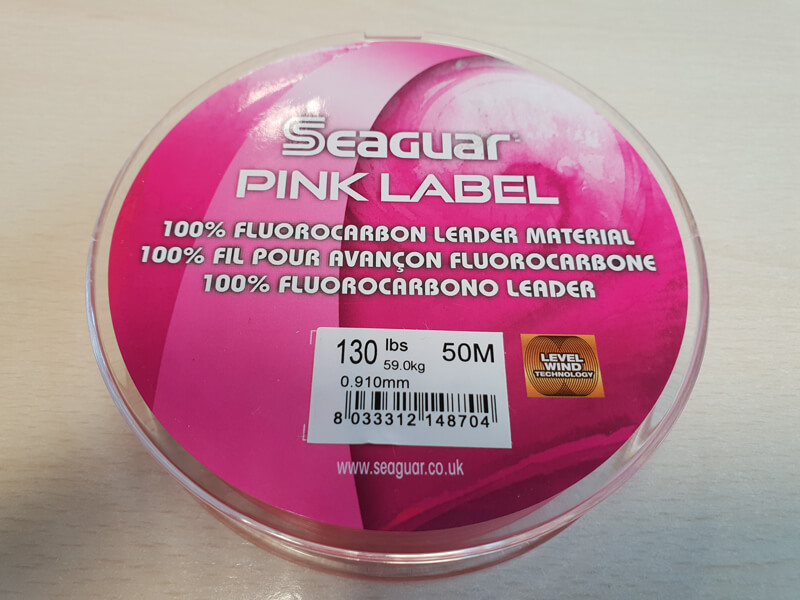 SEAGUAR
PINK LABEL
100% FLUOROCARBON LEADER MATERIAL
100% FIL POUR AVANÇON FLUOROCARBONE
100% FLUOROCARBONO LEADER
130 lbs 50M
59.0kg
0.910mm
8 033312 148704
LEVEL
WIND
TECHNOLOGY
www.seaguar.co.uk